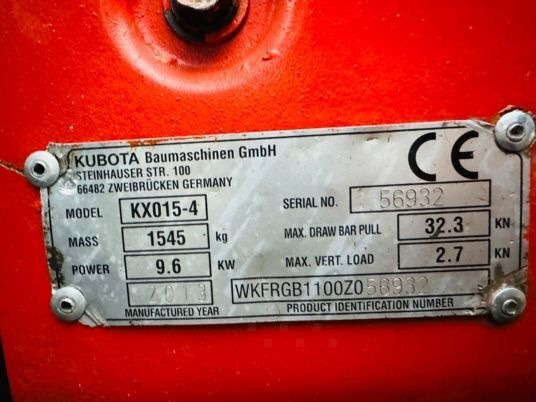 KUBOTA Baumaschinen GmbH
STEINHAUSER STR. 100
66482 ZWEIBRÜCKEN GERMANY
CE
MODEL KX015-4
SERIAL NO. 56932
MASS 1545 kg
MAX. DRAW BAR PULL 32.3 KN
POWER 9.6 KW
MAX. VERT. LOAD 2.7 KN
2013
MANUFACTURED YEAR
WKFRGB1100Z056932
PRODUCT IDENTIFICATION NUMBER